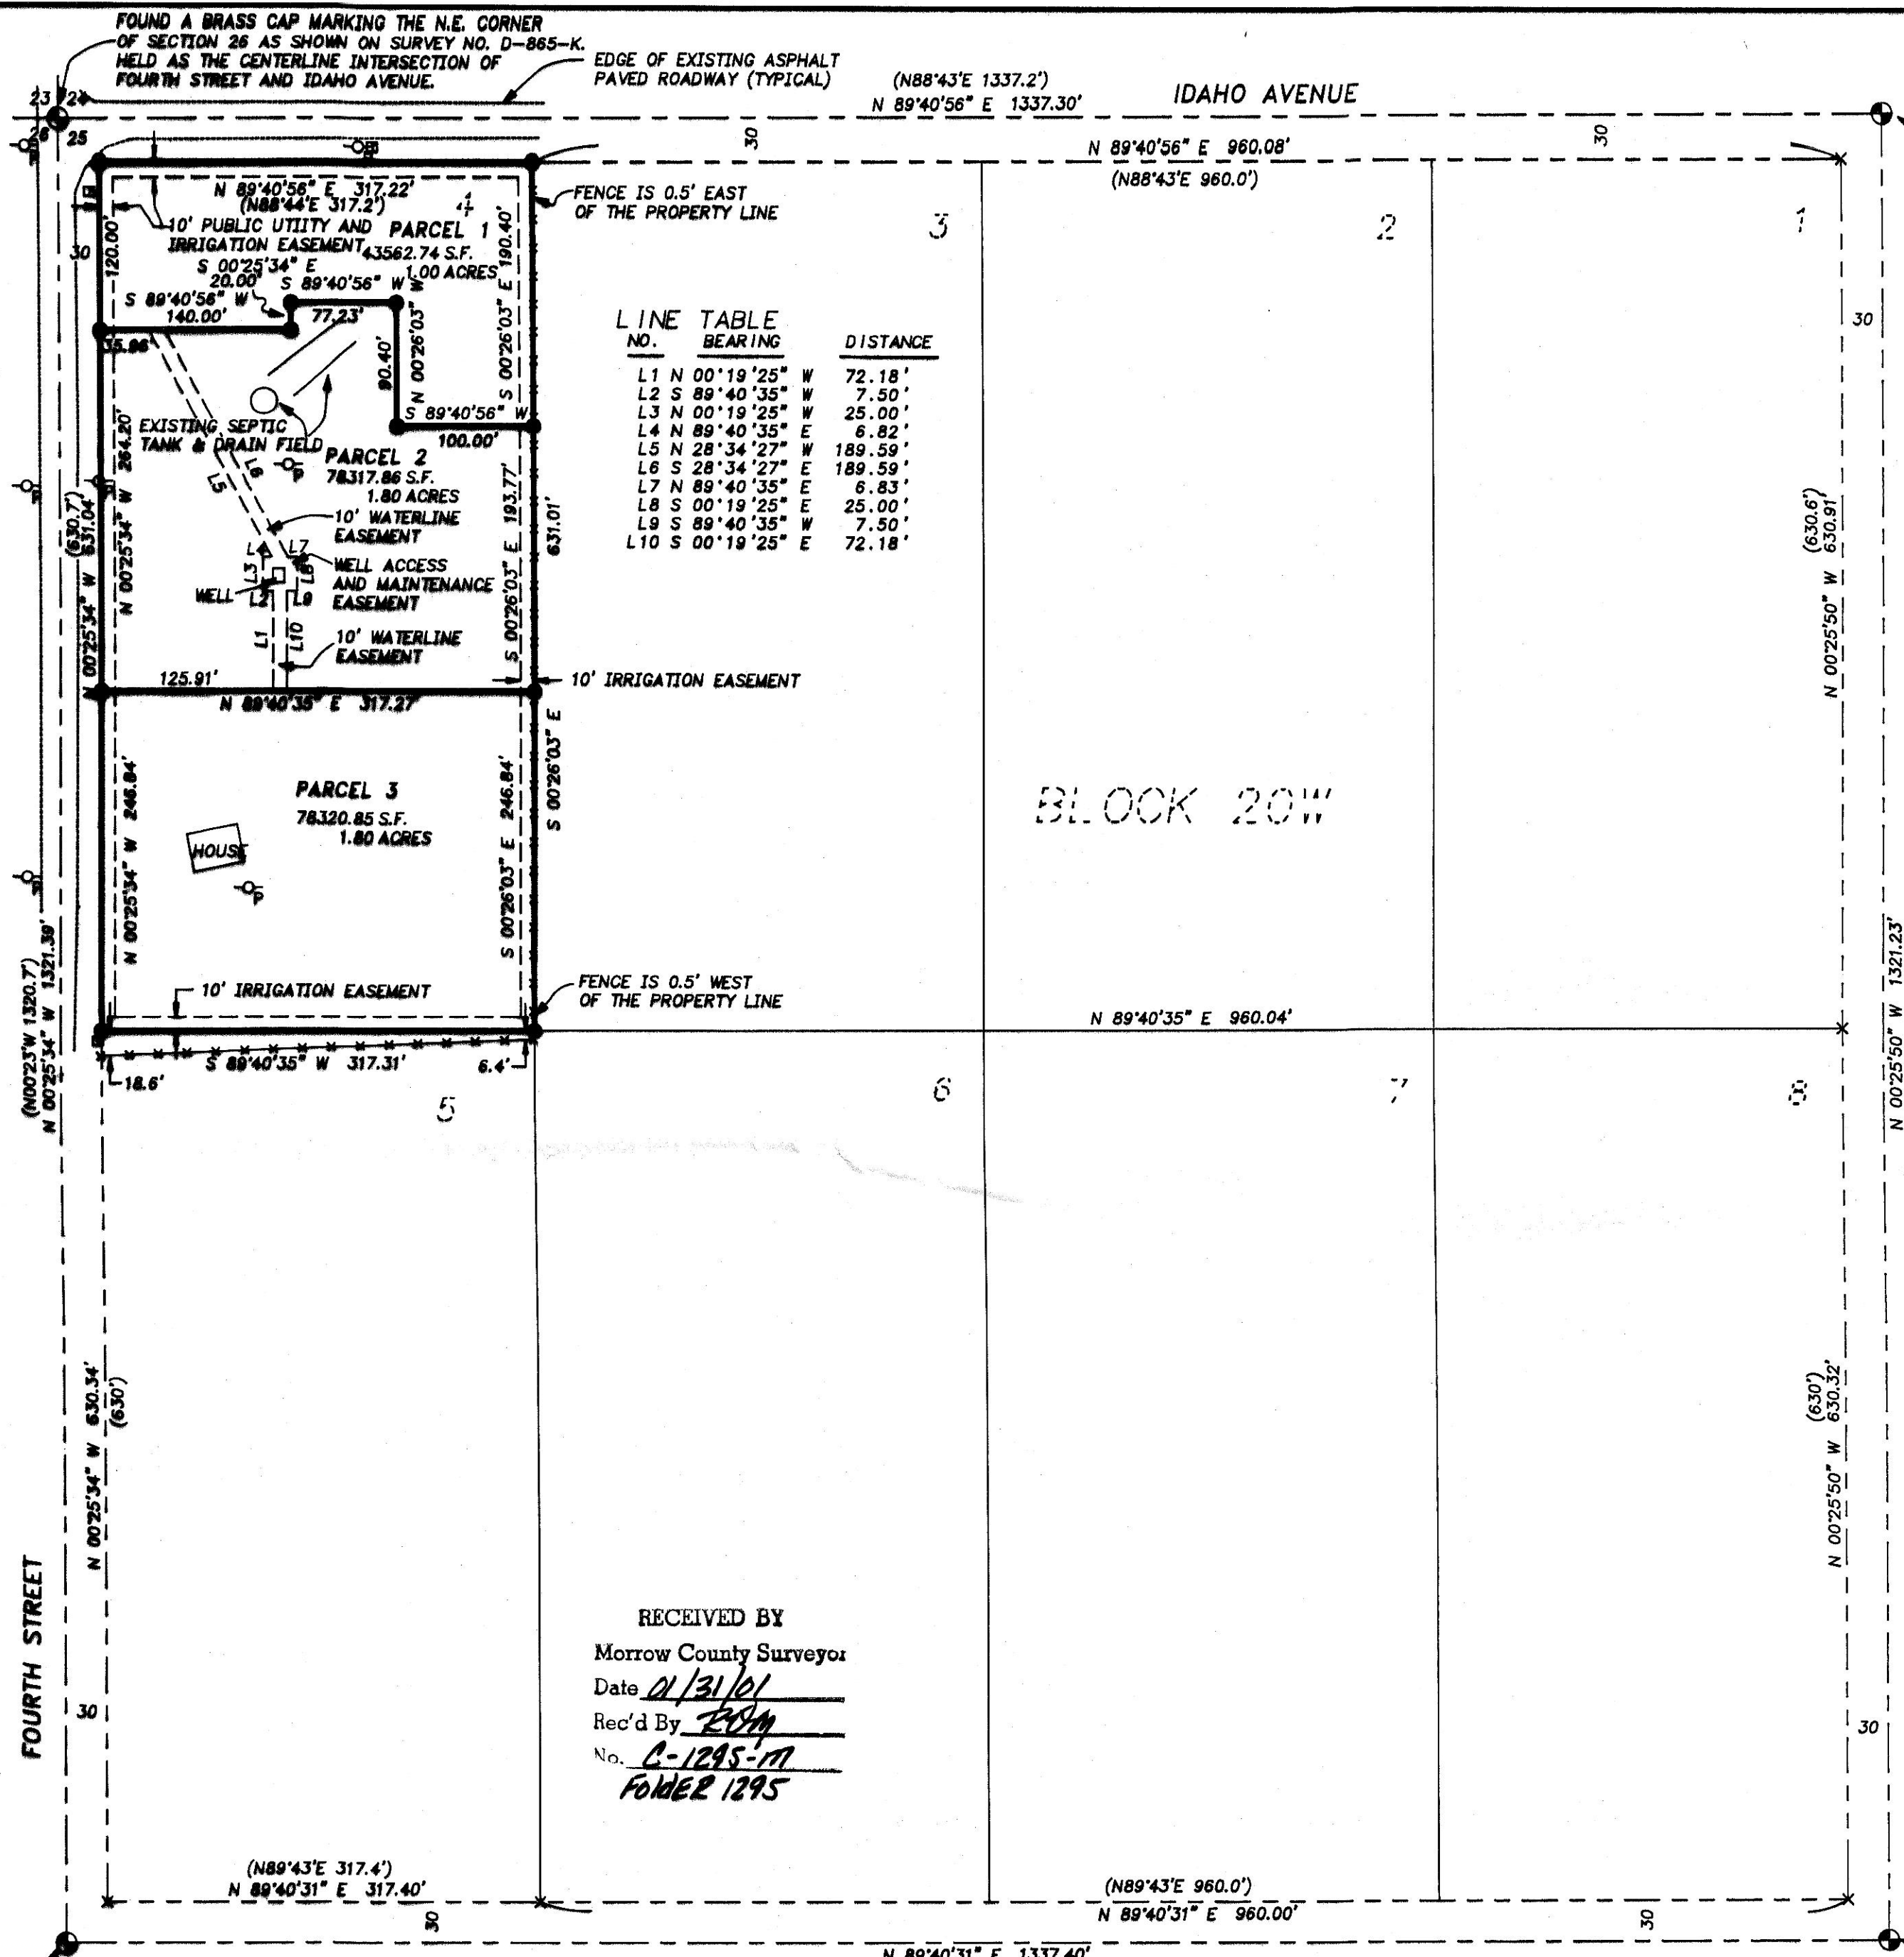 FOUND A BRASS CAP MARKING THE N.E. CORNER
OF SECTION 26 AS SHOWN ON SURVEY NO. D-865-K.
HELD AS THE CENTERLINE INTERSECTION OF
FOURTH STREET AND IDAHO AVENUE.
EDGE OF EXISTING ASPHALT
PAVED ROADWAY (TYPICAL)
(N88°43'E 1337.2')
N 89°40'56" E 1337.30'
IDAHO AVENUE
23
24
26
25
30
30
N 89°40'56" E 960.08'
(N88°43'E 960.0')
N 89°40'56" E 317.22'
(N88°44'E 317.2')
4
10' PUBLIC UTIITY AND
IRRIGATION EASEMENT
PARCEL 1
43562.74 S.F.
1.00 ACRES
FENCE IS 0.5' EAST
OF THE PROPERTY LINE
3
2
1
30
120.00'
S 00°26'03" E 190.40'
S 00°25'34" E
20.00'
S 89°40'56" W
S 89°40'56" W
140.00'
77.23'
35.96'
90.40'
N 00°26'03" W
S 89°40'56" W
100.00'
30
LINE TABLE
NO. BEARING DISTANCE
L1 N 00°19'25" W 72.18'
L2 S 89°40'35" W 7.50'
L3 N 00°19'25" W 25.00'
L4 N 89°40'35" E 6.82'
L5 N 28°34'27" W 189.59'
L6 S 28°34'27" E 189.59'
L7 N 89°40'35" E 6.83'
L8 S 00°19'25" E 25.00'
L9 S 89°40'35" W 7.50'
L10 S 00°19'25" E 72.18'
EXISTING SEPTIC
TANK & DRAIN FIELD
PARCEL 2
78317.86 S.F.
1.80 ACRES
L5
L6
10' WATERLINE
EASEMENT
L4
L7
L3
L8
WELL ACCESS
AND MAINTENANCE
EASEMENT
WELL
L2
L9
L1
L10
10' WATERLINE
EASEMENT
N 00°25'34" W 264.20'
(630.7')
N 00°25'34" W 631.04'
S 00°26'03" E 193.77'
631.01'
S 00°26'03" E
(630.6')
N 00°25'50" W 630.91'
125.91'
N 89°40'35" E 317.27'
10' IRRIGATION EASEMENT
PARCEL 3
78320.85 S.F.
1.80 ACRES
HOUSE
N 00°25'34" W 246.84'
S 00°26'03" E 246.84'
BLOCK 20W
10' IRRIGATION EASEMENT
FENCE IS 0.5' WEST
OF THE PROPERTY LINE
N 89°40'35" E 960.04'
S 89°40'35" W 317.31'
18.6'
6.4'
(N00°23'W 1320.7')
N 00°25'34" W 1321.39'
N 00°25'50" W 1321.23'
5
6
7
8
N 00°25'34" W 630.34'
(630')
(630')
N 00°25'50" W 630.32'
FOURTH STREET
30
30
RECEIVED BY
Morrow County Surveyor
Date 01/31/01
Rec'd By
No. C-1295-M
FoldER 1295
(N89°43'E 317.4')
N 89°40'31" E 317.40'
30
(N89°43'E 960.0')
N 89°40'31" E 960.00'
30
N 89°40'31" E 1337.40'